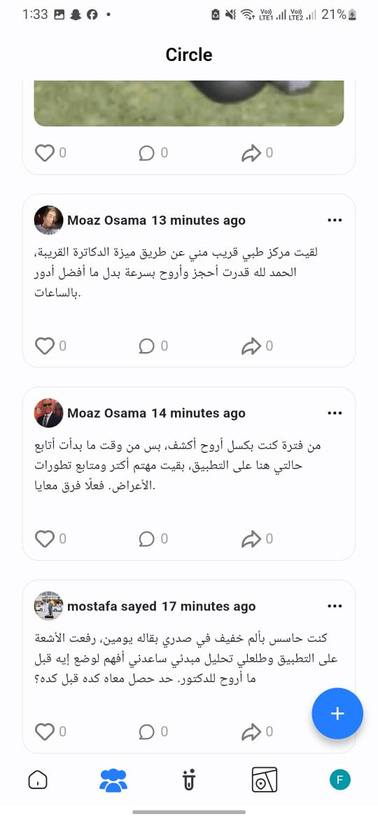 1:33
Vo)) LTE1
Vo)) LTE2
21%
Circle
0 0 0
Moaz Osama 13 minutes ago
لقيت مركز طبي قريب مني عن طريق ميزة الدكاترة القريبة،
الحمد لله قدرت أحجز وأروح بسرعة بدل ما أفضل أدور
بالساعات.
0 0 0
Moaz Osama 14 minutes ago
من فترة كنت بكسل أروح أكشف، بس من وقت ما بدأت أتابع
حالتي هنا على التطبيق، بقيت مهتم أكتر ومتابع تطورات
الأعراض. فعلًا فرق معايا.
0 0 0
mostafa sayed 17 minutes ago
كنت حاسس بألم خفيف في صدري بقاله يومين، رفعت الأشعة
على التطبيق وطلعلي تحليل مبدئي ساعدني أفهم لوضع إيه قبل
ما أروح للدكتور. حد حصل معاه كده قبل كده؟
0 0 0
F